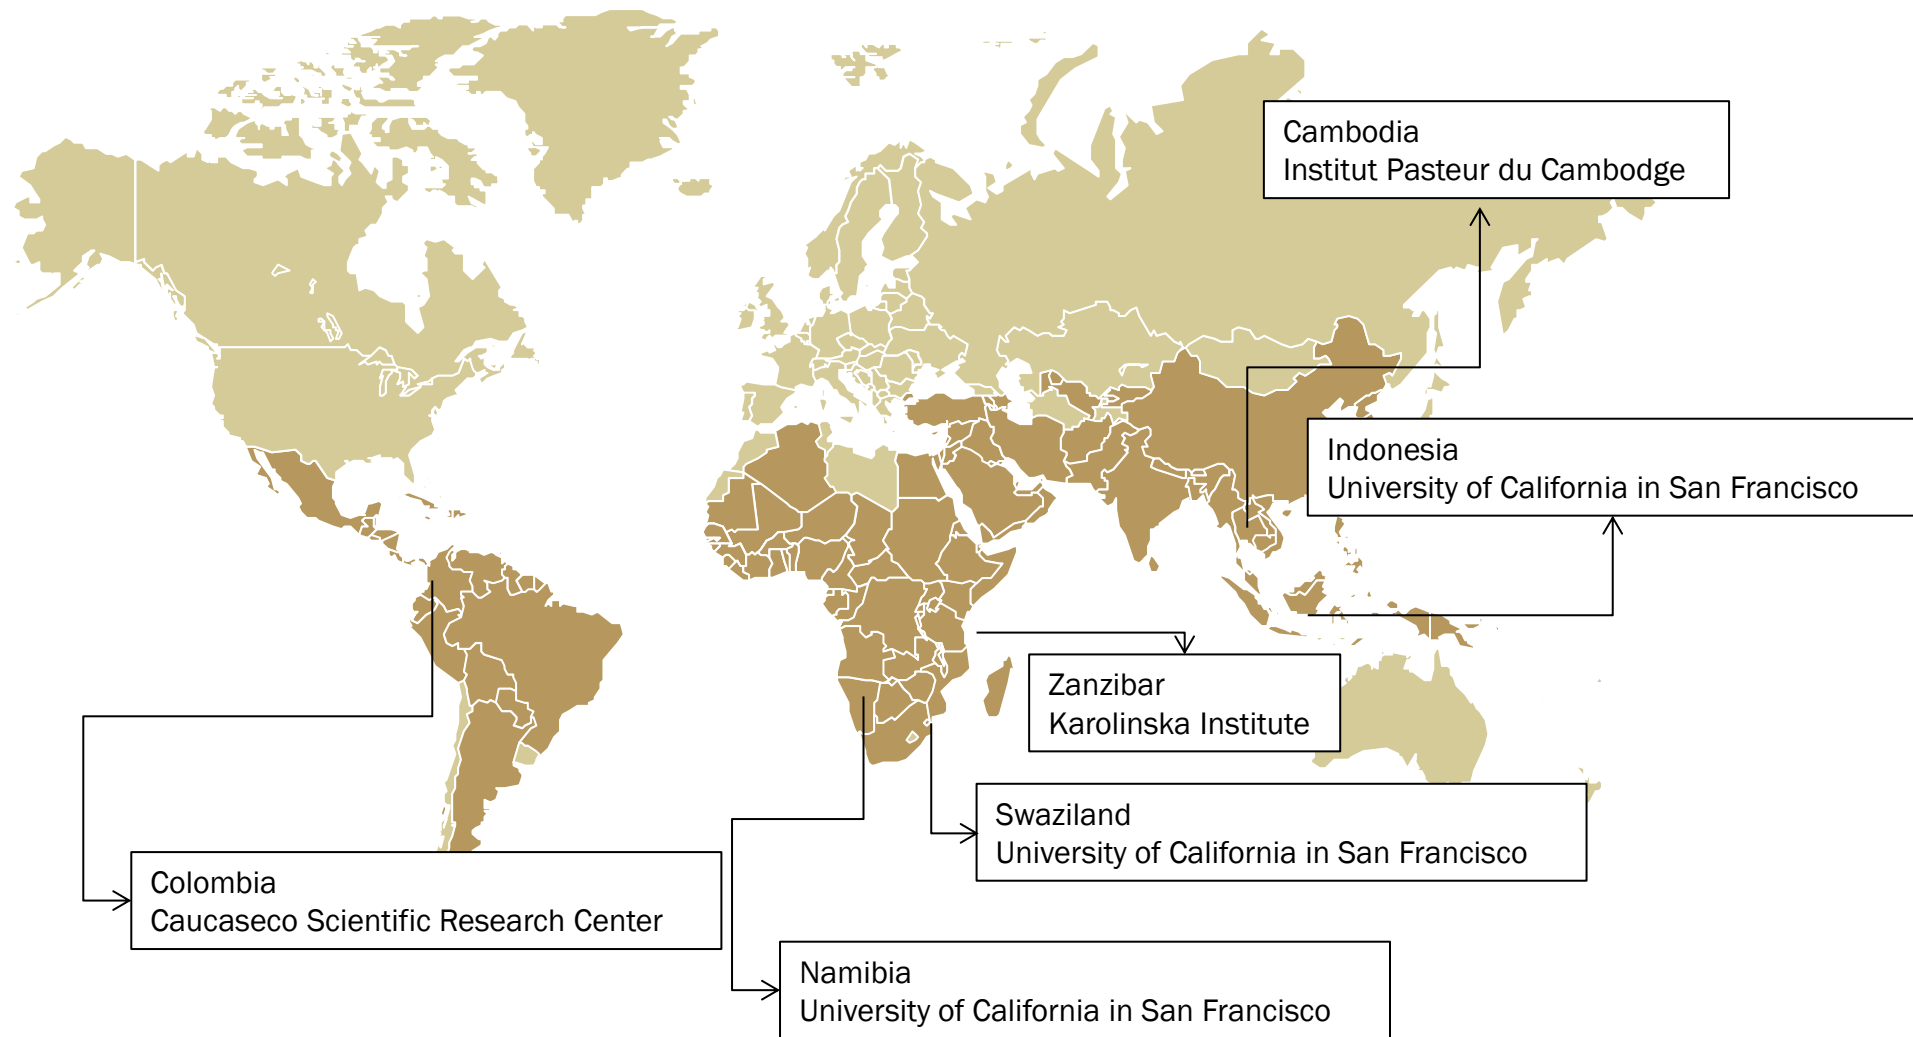 Cambodia
Institut Pasteur du Cambodge
Indonesia
University of California in San Francisco
Zanzibar
Karolinska Institute
Swaziland
University of California in San Francisco
Colombia
Caucaseco Scientific Research Center
Namibia
University of California in San Francisco